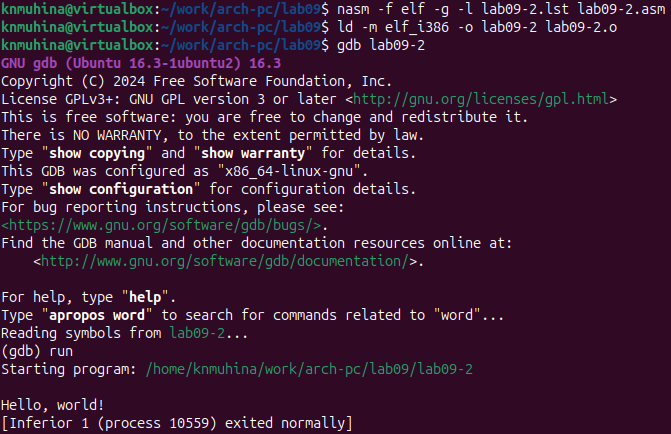 knmuhina@virtualbox:~/work/arch-pc/lab09$ nasm -f elf -g -l lab09-2.lst lab09-2.asm
knmuhina@virtualbox:~/work/arch-pc/lab09$ ld -m elf_i386 -o lab09-2 lab09-2.o
knmuhina@virtualbox:~/work/arch-pc/lab09$ gdb lab09-2
GNU gdb (Ubuntu 16.3-1ubuntu2) 16.3
Copyright (C) 2024 Free Software Foundation, Inc.
License GPLv3+: GNU GPL version 3 or later <http://gnu.org/licenses/gpl.html>
This is free software: you are free to change and redistribute it.
There is NO WARRANTY, to the extent permitted by law.
Type "show copying" and "show warranty" for details.
This GDB was configured as "x86_64-linux-gnu".
Type "show configuration" for configuration details.
For bug reporting instructions, please see:
<https://www.gnu.org/software/gdb/bugs/>.
Find the GDB manual and other documentation resources online at:
    <http://www.gnu.org/software/gdb/documentation/>.

For help, type "help".
Type "apropos word" to search for commands related to "word"...
Reading symbols from lab09-2...
(gdb) run
Starting program: /home/knmuhina/work/arch-pc/lab09/lab09-2

Hello, world!
[Inferior 1 (process 10559) exited normally]